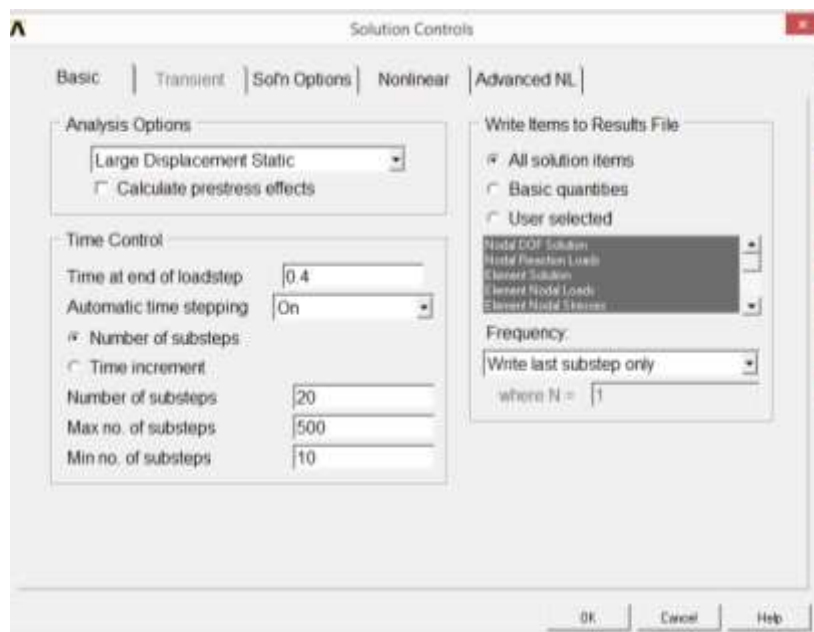 Solution Controls
Basic
Transient
Sol'n Options
Nonlinear
Advanced NL
Analysis Options
Large Displacement Static
Calculate prestress effects
Time Control
Time at end of loadstep
0.4
Automatic time stepping
On
Number of substeps
Time increment
Number of substeps
20
Max no. of substeps
500
Min no. of substeps
10
Write Items to Results File
All solution items
Basic quantities
User selected
Nodal DOF Solution
Nodal Reaction Loads
Element Solution
Element Nodal Loads
Element Nodal Stresses
Frequency:
Write last substep only
where N =
1
OK
Cancel
Help